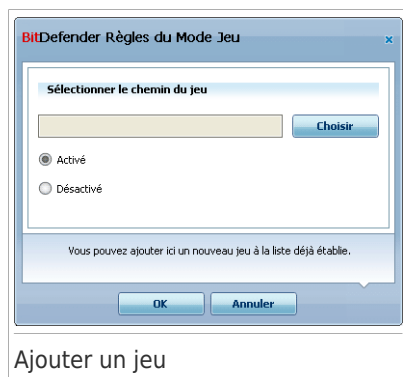 BitDefender Règles du Mode Jeu
Sélectionner le chemin du jeu
Choisir
Activé
Désactivé
Vous pouvez ajouter ici un nouveau jeu à la liste déjà établie.
OK Annuler
Ajouter un jeu